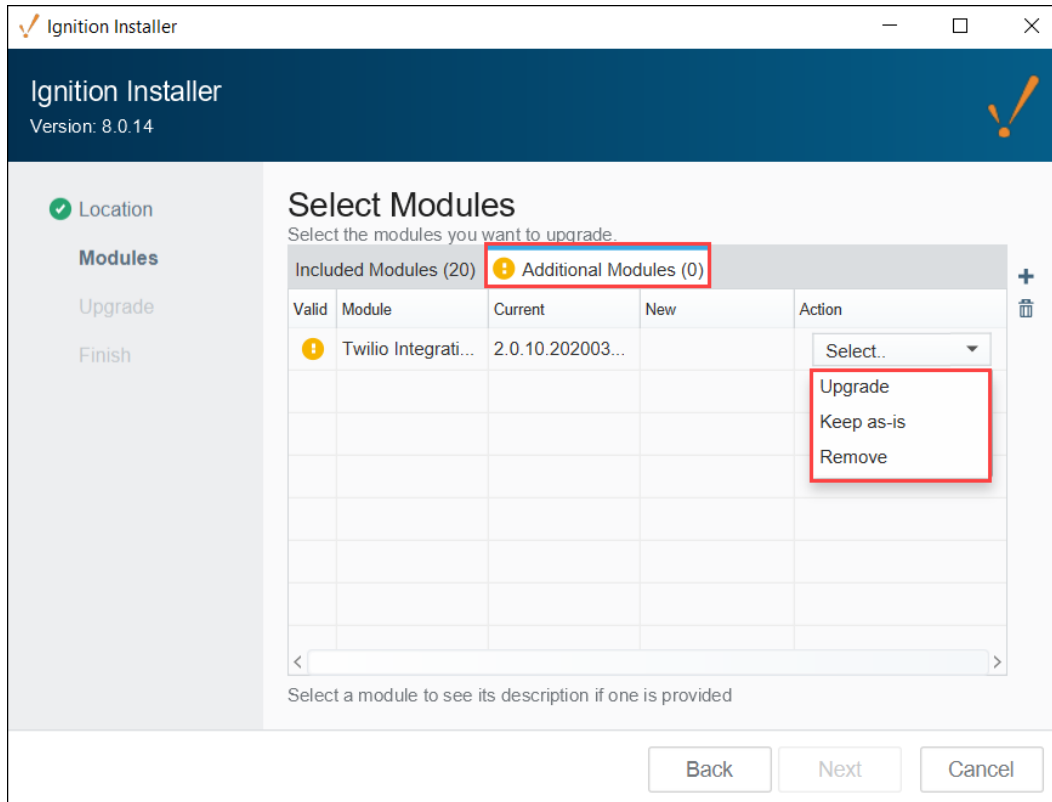 Ignition Installer
Ignition Installer
Version: 8.0.14
Location
Modules
Upgrade
Finish
Select Modules
Select the modules you want to upgrade.
Included Modules (20) Additional Modules (0)
Valid Module Current New Action
Twilio Integrati... 2.0.10.202003... Select..
Upgrade
Keep as-is
Remove
Select a module to see its description if one is provided
Back Next Cancel